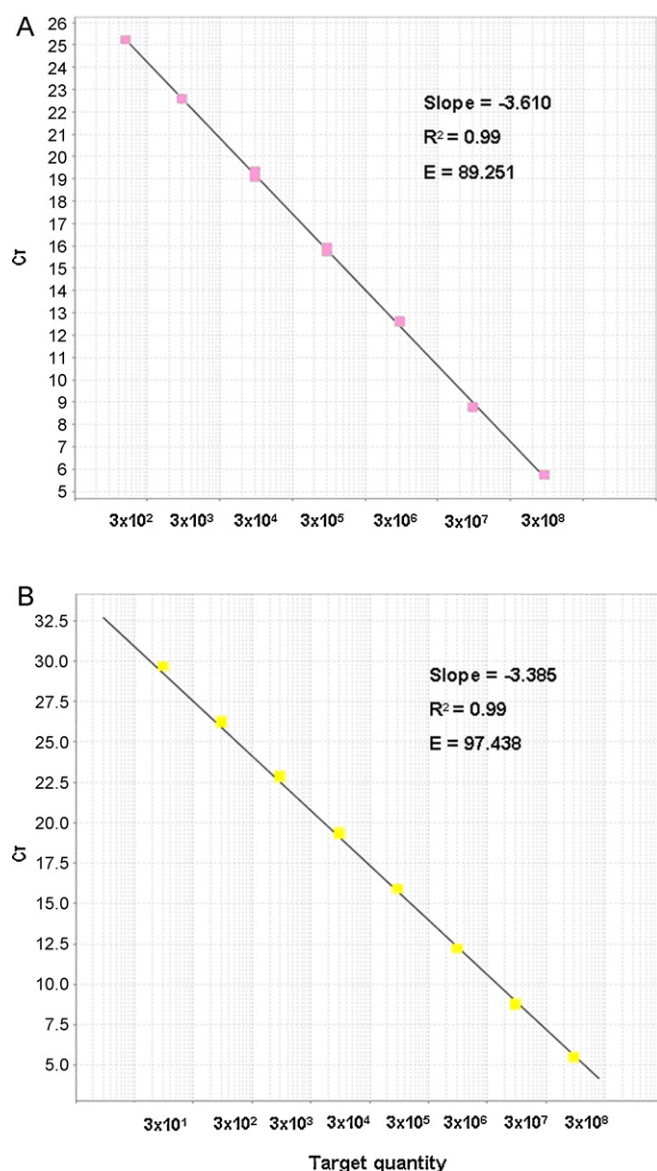 A
26
25
24
23
22
21
20
19
18
17
16
15
14
13
12
11
10
9
8
7
6
5
Cт
Slope = -3.610
R² = 0.99
E = 89.251
3x10² 3x10³ 3x10⁴ 3x10⁵ 3x10⁶ 3x10⁷ 3x10⁸
B
32.5
30.0
27.5
25.0
22.5
20.0
17.5
15.0
12.5
10.0
7.5
5.0
Cт
Slope = -3.385
R² = 0.99
E = 97.438
3x10¹ 3x10² 3x10³ 3x10⁴ 3x10⁵ 3x10⁶ 3x10⁷ 3x10⁸
Target quantity